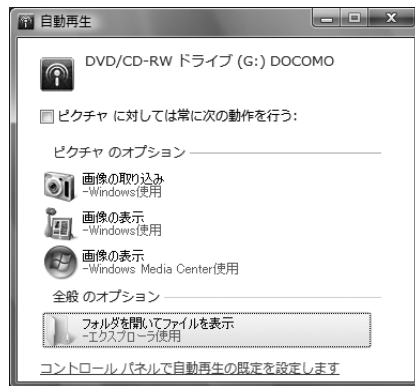 自動再生
DVD/CD-RW ドライブ (G:) DOCOMO
ピクチャ に対しては常に次の動作を行う:
ピクチャ のオプション
画像の取り込み
-Windows使用
画像の表示
-Windows使用
画像の表示
-Windows Media Center使用
全般 のオプション
フォルダを開いてファイルを表示
-エクスプローラ使用
コントロール パネルで自動再生の既定を設定します